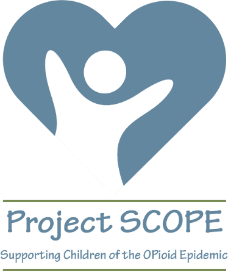 Project SCOPE
Supporting Children of the OPioid Epidemic